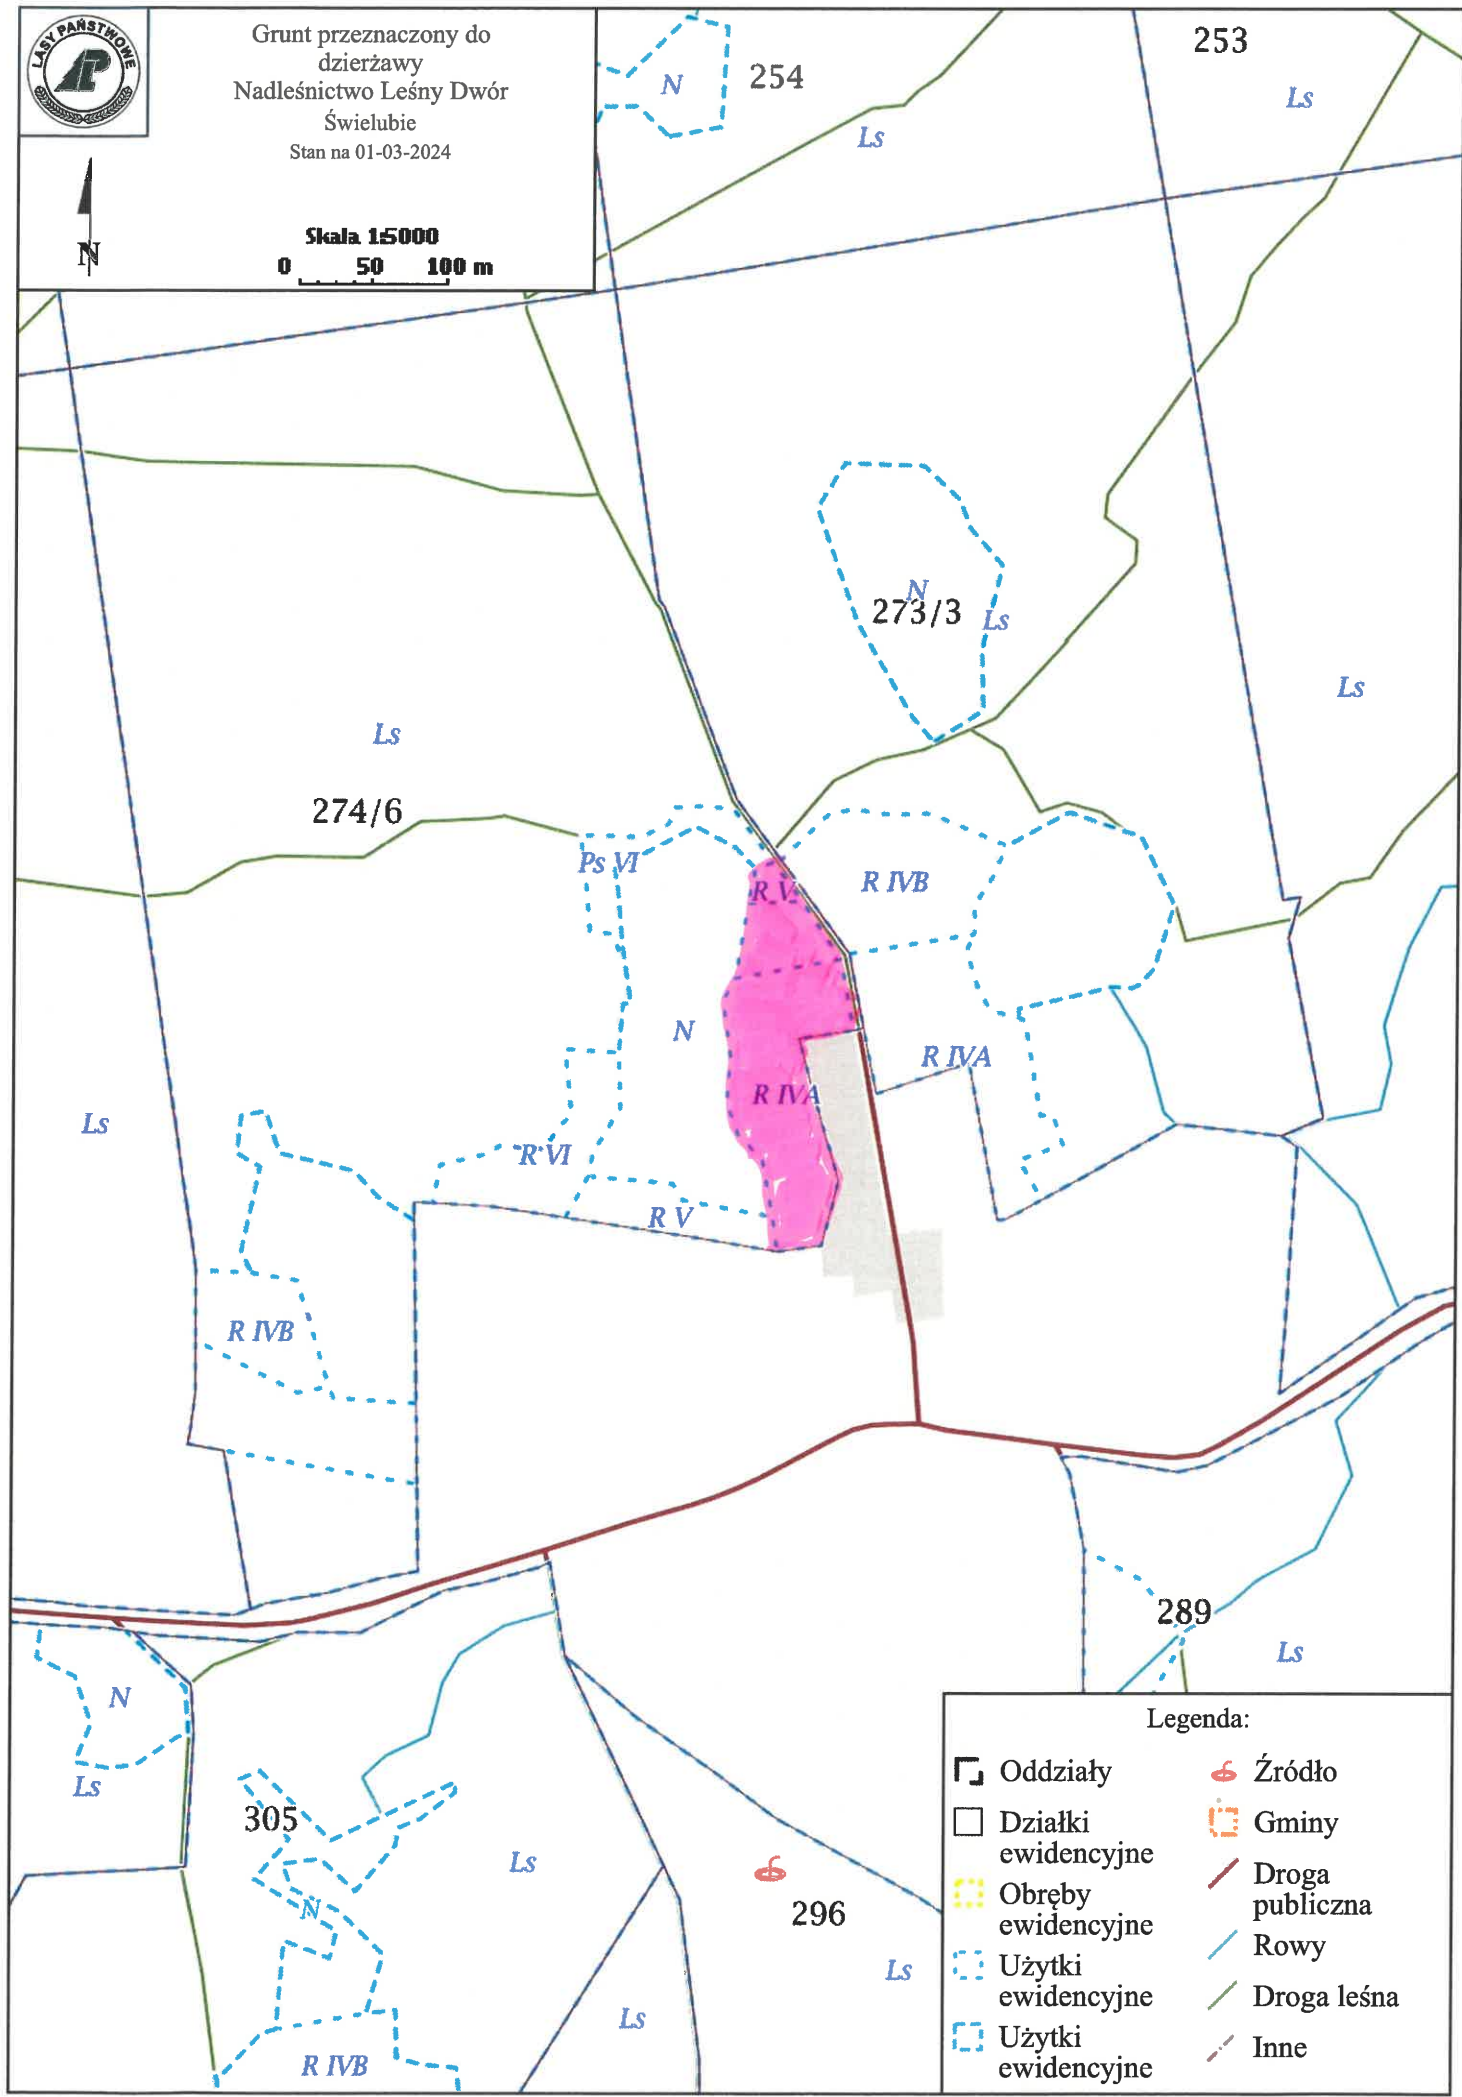 LASY PAŃSTWOWE
Grunt przeznaczony do
dzierżawy
Nadleśnictwo Leśny Dwór
Świelubie
Stan na 01-03-2024
N
Skala 1:5000
0 50 100 m
253
254
N
Ls
Ls
N
273/3
Ls
Ls
Ls
274/6
Ps VI
R V
R IVB
N
R IVA
R IVA
Ls
R VI
R V
R IVB
289
Ls
N
Ls
305
Ls
N
296
Ls
Ls
R IVB
Legenda:
Oddziały
Działki
ewidencyjne
Obręby
ewidencyjne
Użytki
ewidencyjne
Użytki
ewidencyjne
Źródło
Gminy
Droga
publiczna
Rowy
Droga leśna
Inne